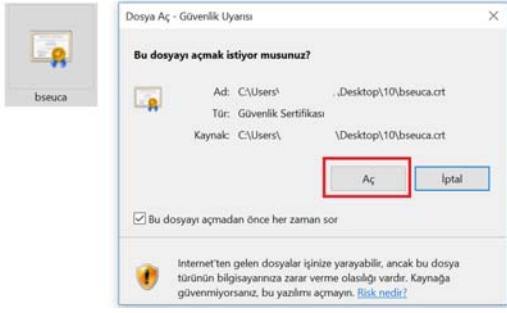 bseuca
Dosya Aç - Güvenlik Uyarısı
Bu dosyayı açmak istiyor musunuz?
Ad: C:\Users\ .,Desktop\10\bseuca.crt
Tür: Güvenlik Sertifikası
Kaynak: C:\Users\ \Desktop\10\bseuca.crt
Aç İptal
Bu dosyayı açmadan önce her zaman sor
Internet'ten gelen dosyalar işinize yarayabilir, ancak bu dosya
türünün bilgisayarınıza zarar verme olasılığı vardır. Kaynağa
güvenmiyorsanız, bu yazılımı açmayın. Risk nedir?